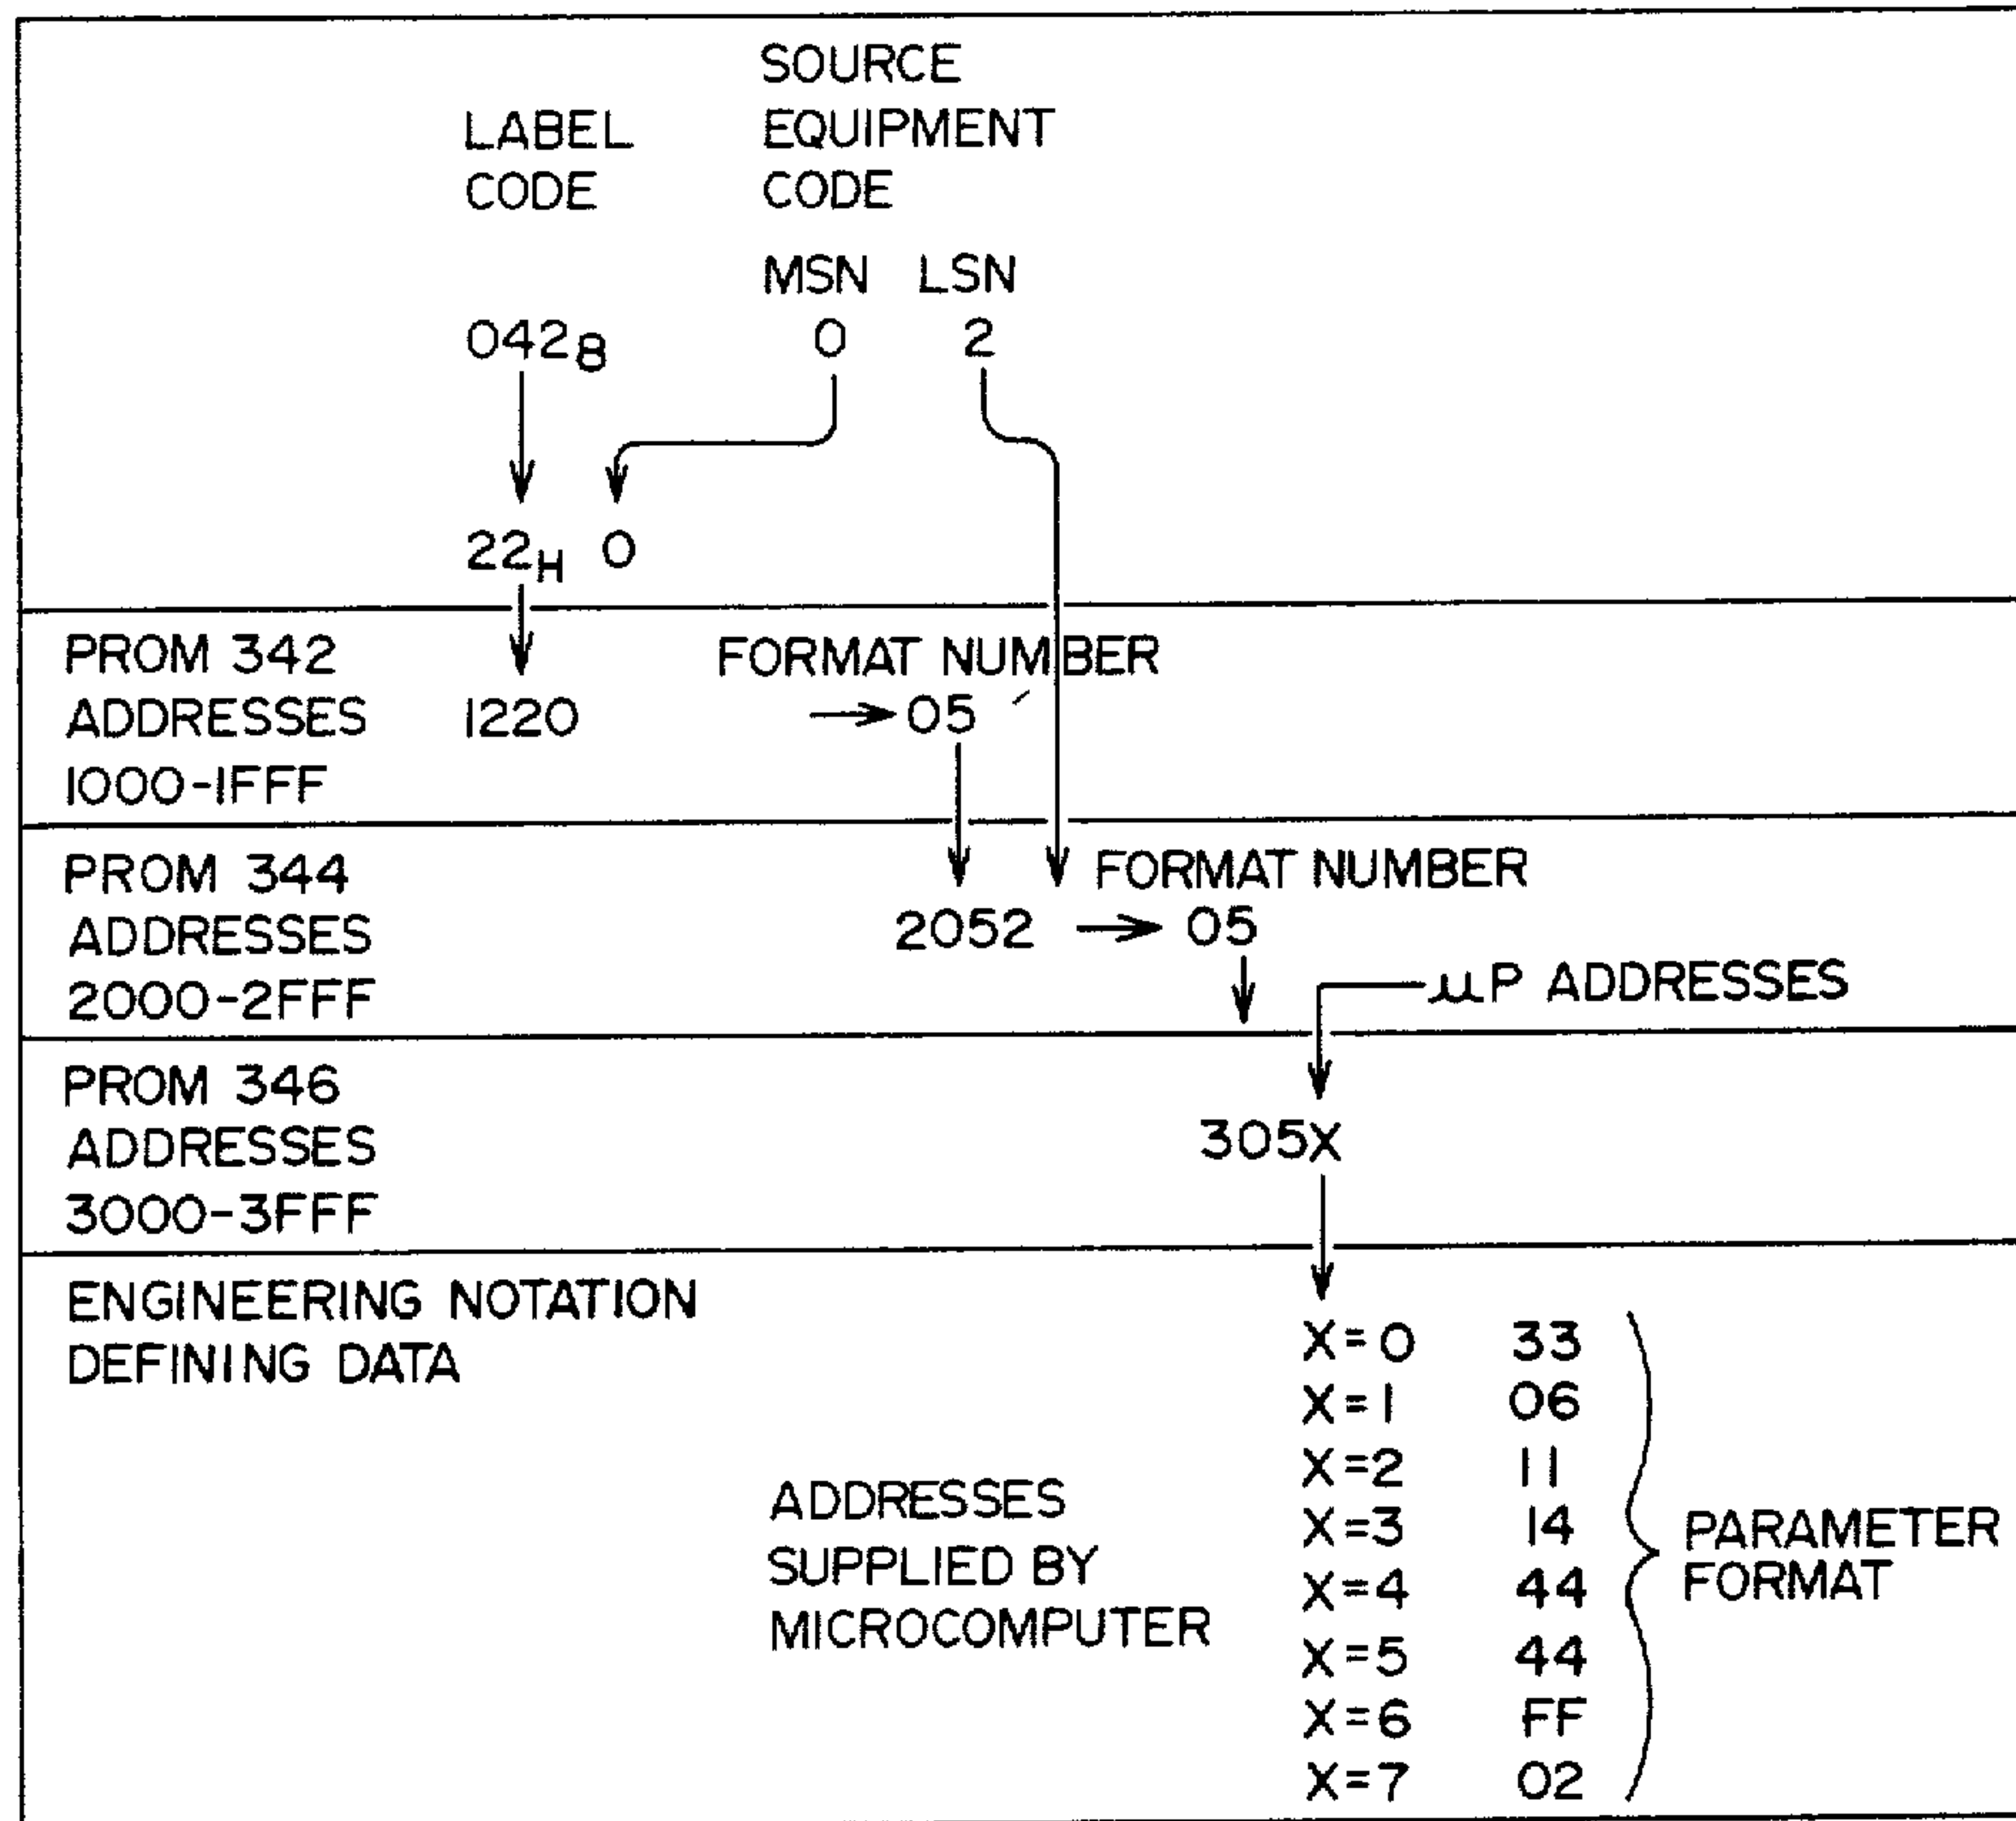 SOURCE
LABEL EQUIPMENT
CODE CODE
MSN LSN
042₈ 0 2
22H 0
PROM 342 FORMAT NUMBER
ADDRESSES 1220 →05
1000-1FFF
PROM 344 FORMAT NUMBER
ADDRESSES 2052 → 05
2000-2FFF μP ADDRESSES
PROM 346
ADDRESSES 305X
3000-3FFF
ENGINEERING NOTATION
DEFINING DATA
ADDRESSES
SUPPLIED BY
MICROCOMPUTER
X=0 33
X=1 06
X=2 11
X=3 14
X=4 44
X=5 44
X=6 FF
X=7 02
PARAMETER
FORMAT